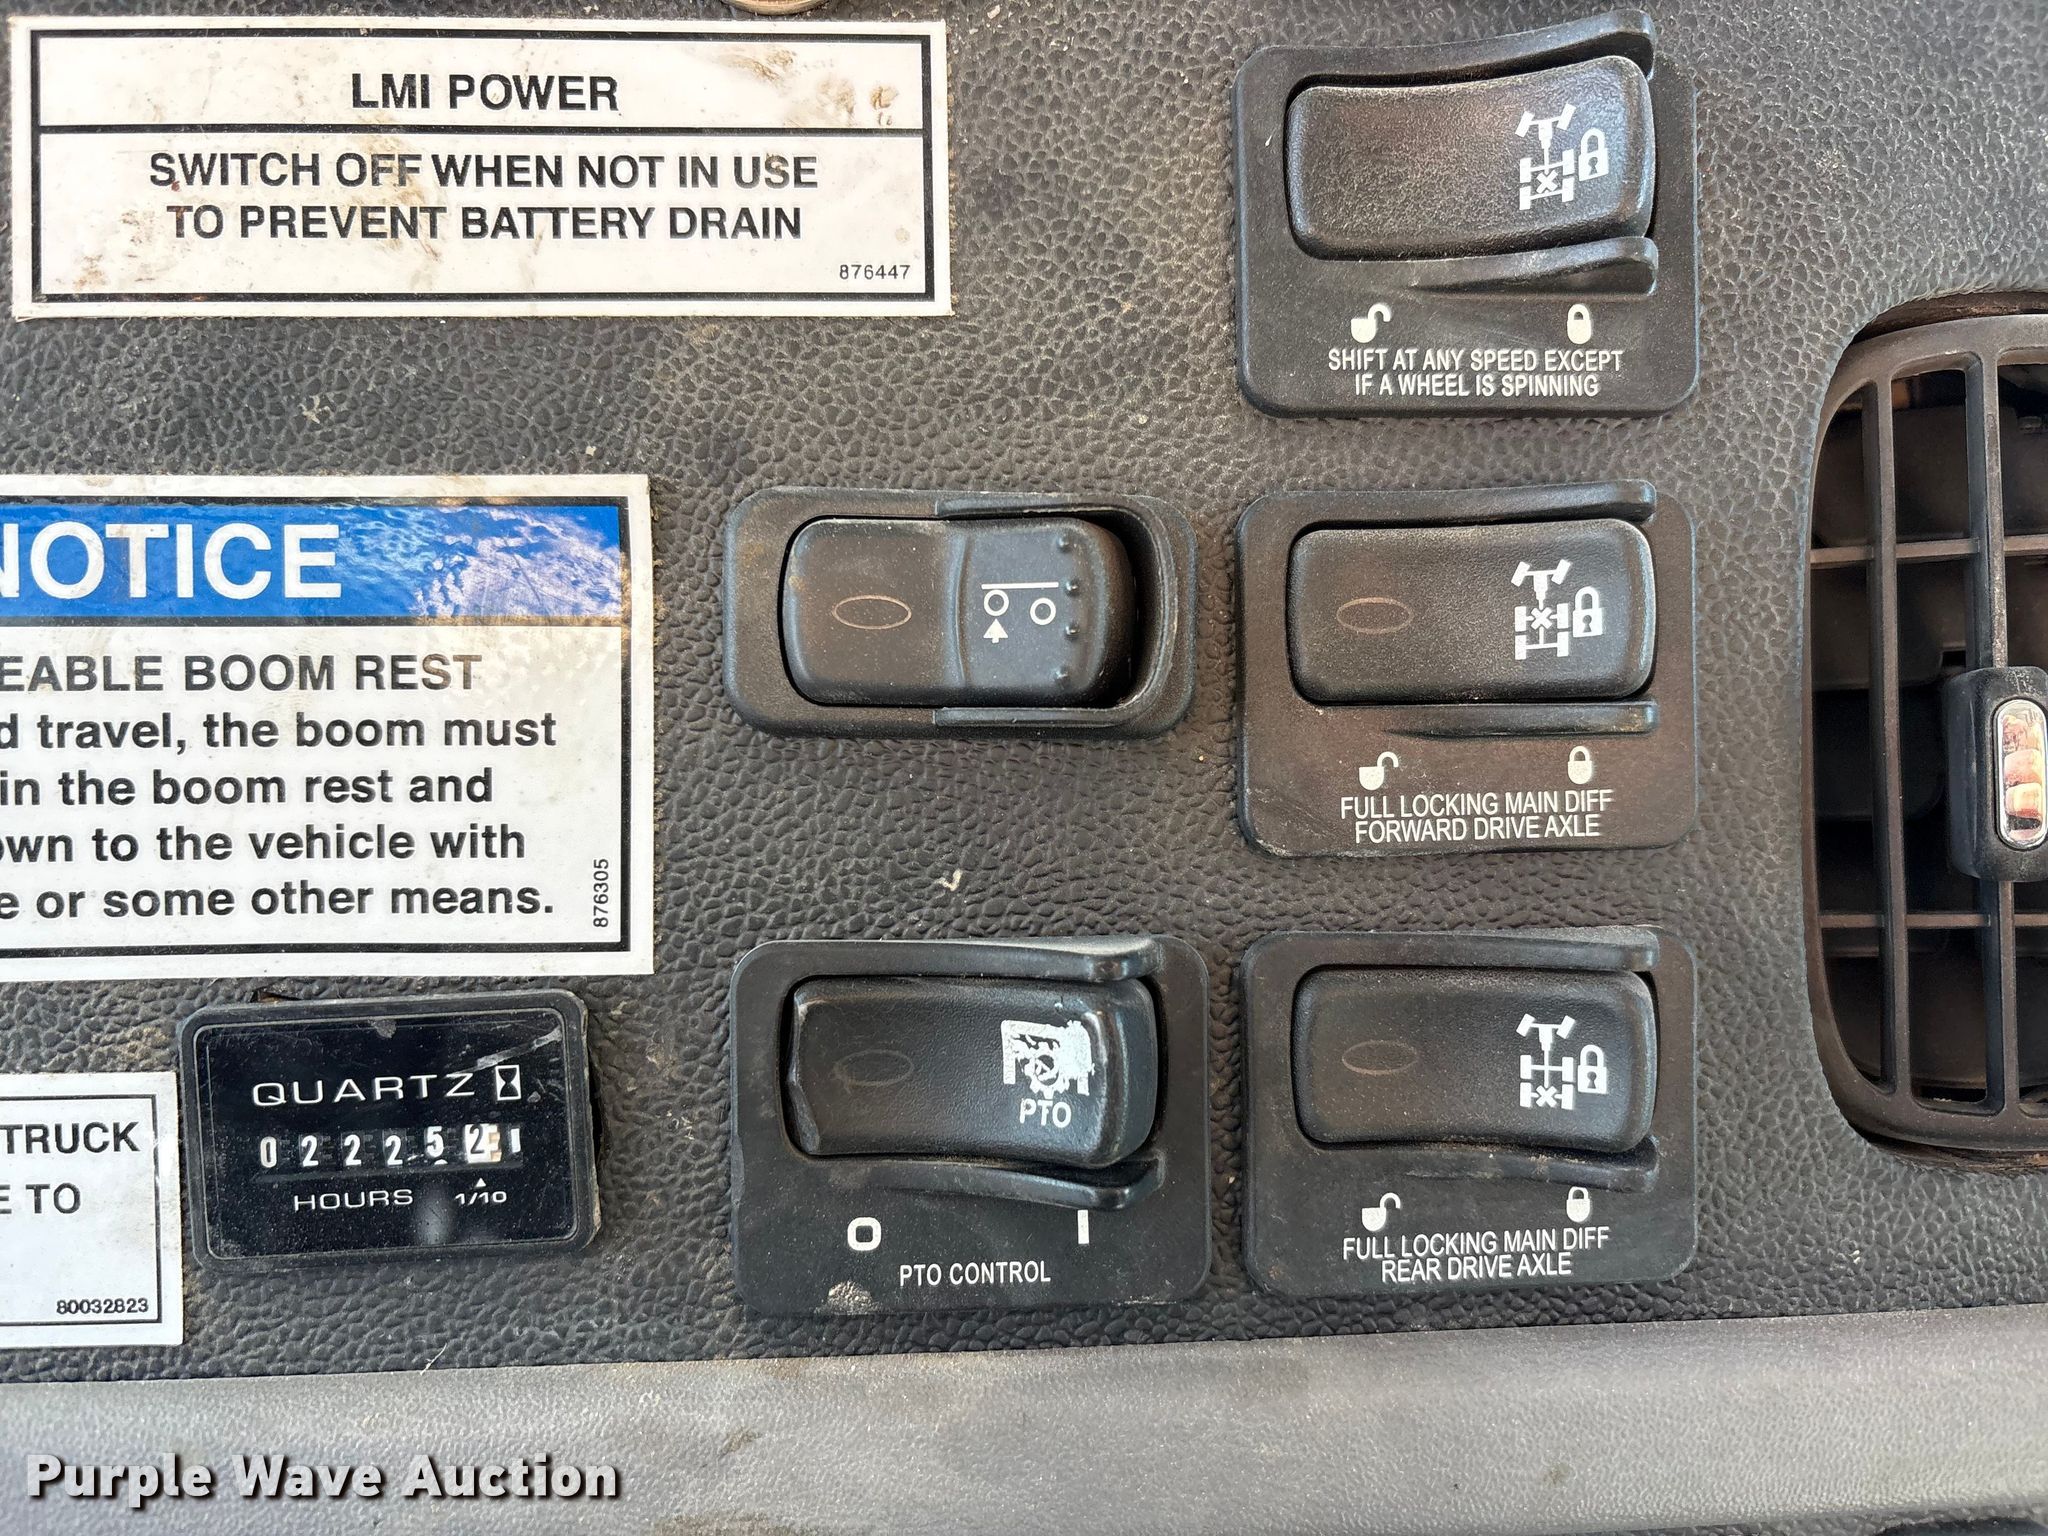 LMI POWER
SWITCH OFF WHEN NOT IN USE
TO PREVENT BATTERY DRAIN
876447
SHIFT AT ANY SPEED EXCEPT
IF A WHEEL IS SPINNING
NOTICE
EABLE BOOM REST
d travel, the boom must
in the boom rest and
own to the vehicle with
e or some other means.
876305
FULL LOCKING MAIN DIFF
FORWARD DRIVE AXLE
TRUCK
E TO
80032823
QUARTZ
022252
HOURS 1/10
PTO
O I
PTO CONTROL
FULL LOCKING MAIN DIFF
REAR DRIVE AXLE
Purple Wave Auction